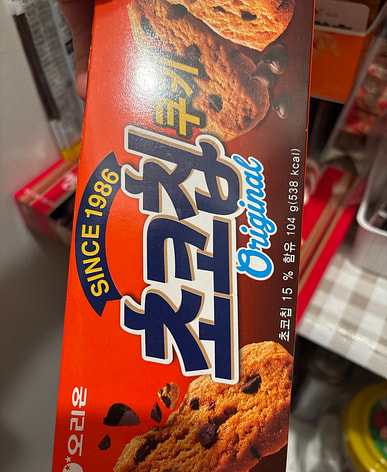 SINCE 1986
초코칩
쿠키
Original
초코칩 15 % 함유 104 g(538 kcal)
오리온